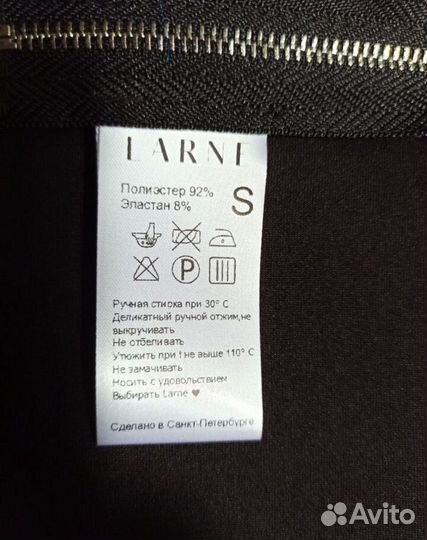 LARNE
Полиэстер 92%
Эластан 8%
S
P
Ручная стирка при 30° C
Деликатный ручной отжим,не
выкручивать
Не отбеливать
Утюжить при t не выше 110° C
Не замачивать
Носить с удовольствием
Выбирать Larne ♥
Сделано в Санкт-Петербурге
Avito